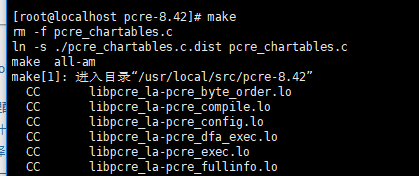 [root@localhost pcre-8.42]# make
rm -f pcre_chartables.c
ln -s ./pcre_chartables.c.dist pcre_chartables.c
make  all-am
make[1]: 进入目录“/usr/local/src/pcre-8.42”
  CC       libpcre_la-pcre_byte_order.lo
  CC       libpcre_la-pcre_compile.lo
  CC       libpcre_la-pcre_config.lo
  CC       libpcre_la-pcre_dfa_exec.lo
  CC       libpcre_la-pcre_exec.lo
  CC       libpcre_la-pcre_fullinfo.lo